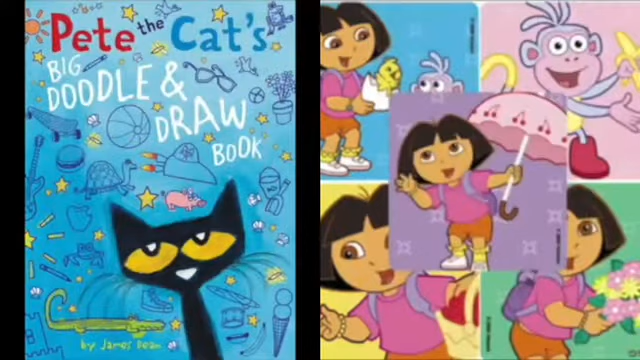 Pete the Cat's
BIG
DOODLE &
DRAW
BOOK
by James Dean